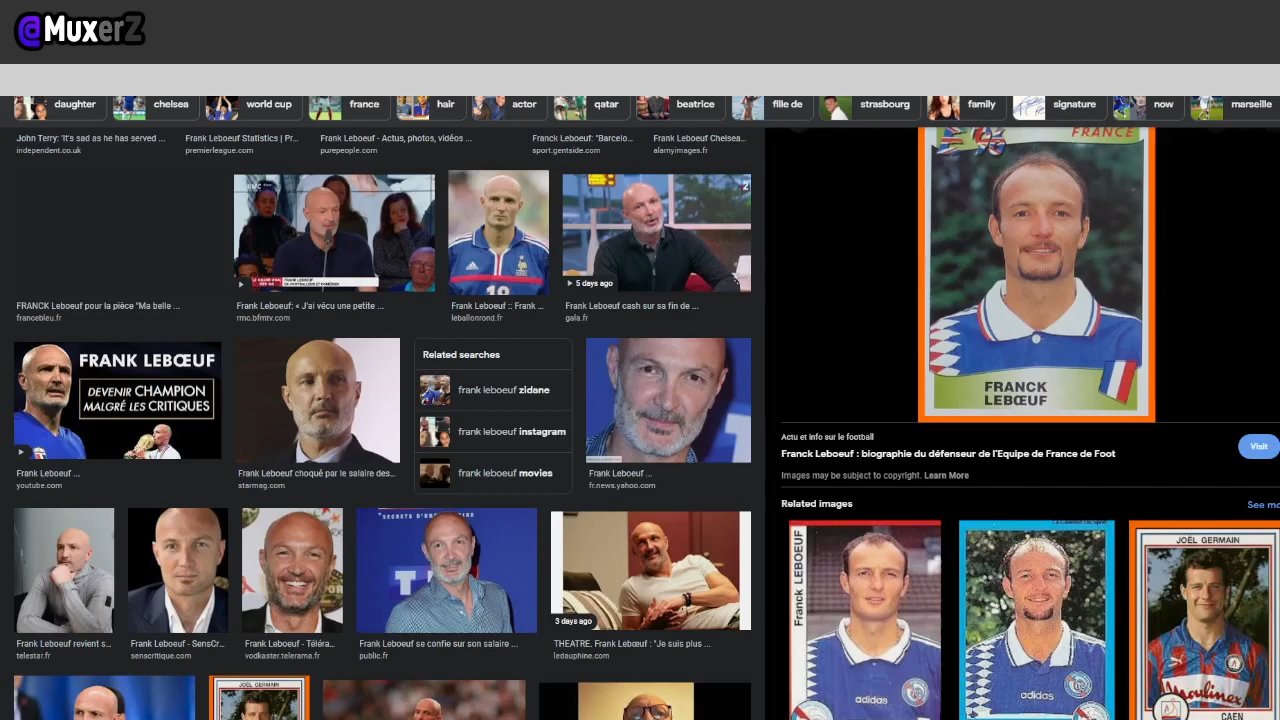 @MuxerZ
daughter
chelsea
world cup
france
hair
actor
qatar
beatrice
fille de
strasbourg
family
signature
now
marseille
John Terry: 'It's sad as he has served ...
independent.co.uk
Frank Leboeuf Statistics | Pr...
premierleague.com
Frank Leboeuf - Actus, photos, vidéos ...
purepeople.com
Franck Leboeuf: "Barcelo...
sport.gentside.com
Frank Leboeuf Chelsea...
alamyimages.fr
FRANCK Leboeuf pour la pièce "Ma belle ...
francebleu.fr
FRANK LEBOEUF
Frank Leboeuf: « J'ai vécu une petite ...
rmc.bfmtv.com
Frank Leboeuf :: Frank ...
leballonrond.fr
5 days ago
Frank Leboeuf cash sur sa fin de ...
gala.fr
FRANK LEBŒUF
DEVENIR CHAMPION
MALGRÉ LES CRITIQUES
Frank Leboeuf ...
youtube.com
Frank Leboeuf choqué par le salaire des...
starmag.com
Related searches
frank leboeuf zidane
frank leboeuf instagram
frank leboeuf movies
Frank Leboeuf ...
fr.news.yahoo.com
Frank Leboeuf revient s...
telestar.fr
Frank Leboeuf - SensCr...
senscritique.com
Frank Leboeuf - Téléra...
vodkaster.telerama.fr
Frank Leboeuf se confie sur son salaire ...
public.fr
3 days ago
THEATRE. Frank Lebœuf : "Je suis plus ...
ledauphine.com
JOËL GERMAIN
FRANCE
FRANCK
LEBŒUF
Actu et info sur le football
Franck Leboeuf : biographie du défenseur de l'Equipe de France de Foot
Visit
Images may be subject to copyright. Learn More
Related images
See mo
Franck LEBOEUF
adidas
adidas
JOËL GERMAIN
moulinex
CAEN